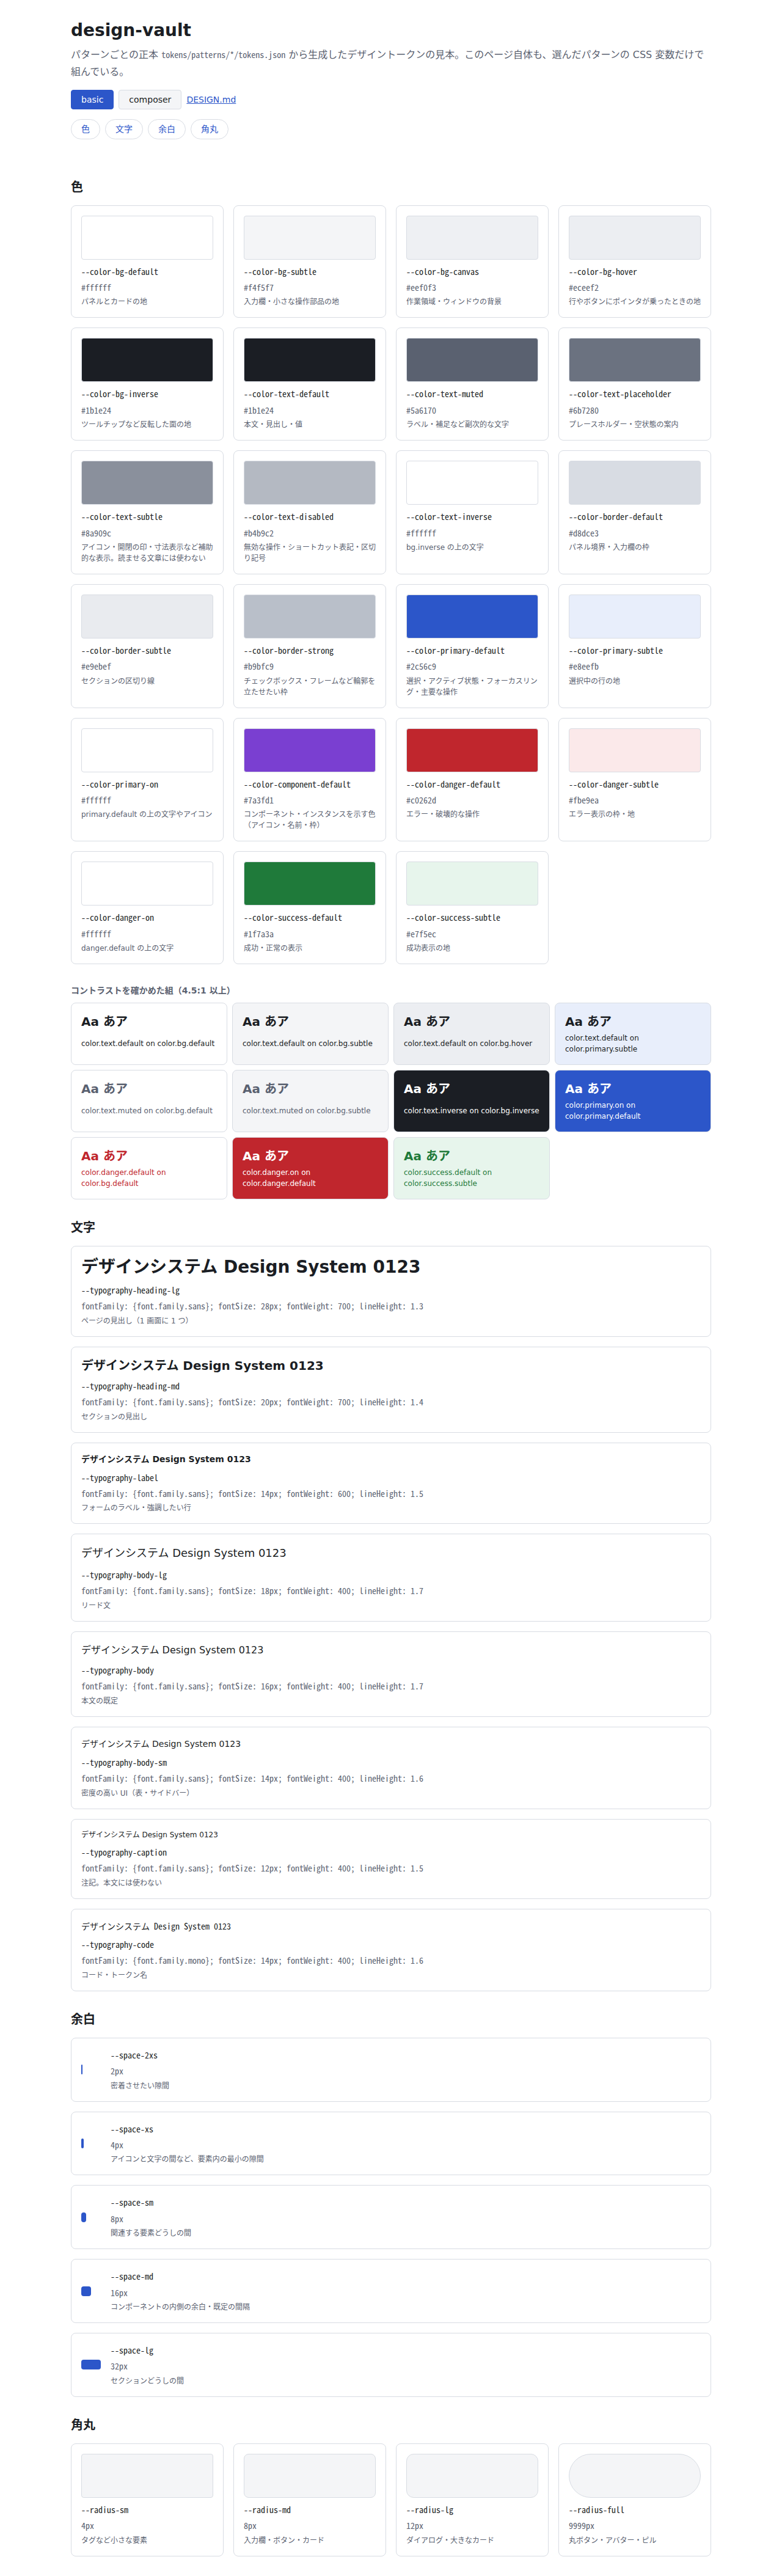 design-vault
パターンごとの正本 tokens/patterns/*/tokens.json から生成したデザイントークンの見本。このページ自体も、選んだパターンの CSS 変数だけで
組んでいる。
basic composer DESIGN.md
色 文字 余白 角丸
色
--color-bg-default
#ffffff
パネルとカードの地
--color-bg-subtle
#f4f5f7
入力欄・小さな操作部品の地
--color-bg-canvas
#eef0f3
作業領域・ウィンドウの背景
--color-bg-hover
#eceef2
行やボタンにポインタが乗ったときの地
--color-bg-inverse
#1b1e24
ツールチップなど反転した面の地
--color-text-default
#1b1e24
本文・見出し・値
--color-text-muted
#5a6170
ラベル・補足など副次的な文字
--color-text-placeholder
#6b7280
プレースホルダー・空状態の案内
--color-text-subtle
#8a909c
アイコン・開閉の印・寸法表示など補助
的な表示。読ませる文章には使わない
--color-text-disabled
#b4b9c2
無効な操作・ショートカット表記・区切
り記号
--color-text-inverse
#ffffff
bg.inverse の上の文字
--color-border-default
#d8dce3
パネル境界・入力欄の枠
--color-border-subtle
#e9ebef
セクションの区切り線
--color-border-strong
#b9bfc9
チェックボックス・フレームなど輪郭を
立たせたい枠
--color-primary-default
#2c56c9
選択・アクティブ状態・フォーカスリン
グ・主要な操作
--color-primary-subtle
#e8eefb
選択中の行の地
--color-primary-on
#ffffff
primary.default の上の文字やアイコン
--color-component-default
#7a3fd1
コンポーネント・インスタンスを示す色
（アイコン・名前・枠）
--color-danger-default
#c0262d
エラー・破壊的な操作
--color-danger-subtle
#fbe9ea
エラー表示の枠・地
--color-danger-on
#ffffff
danger.default の上の文字
--color-success-default
#1f7a3a
成功・正常の表示
--color-success-subtle
#e7f5ec
成功表示の地
コントラストを確かめた組（4.5:1 以上）
Aa あア
color.text.default on color.bg.default
Aa あア
color.text.default on color.bg.subtle
Aa あア
color.text.default on color.bg.hover
Aa あア
color.text.default on
color.primary.subtle
Aa あア
color.text.muted on color.bg.default
Aa あア
color.text.muted on color.bg.subtle
Aa あア
color.text.inverse on color.bg.inverse
Aa あア
color.primary.on on
color.primary.default
Aa あア
color.danger.default on
color.bg.default
Aa あア
color.danger.on on
color.danger.default
Aa あア
color.success.default on
color.success.subtle
文字
デザインシステム Design System 0123
--typography-heading-lg
fontFamily: {font.family.sans}; fontSize: 28px; fontWeight: 700; lineHeight: 1.3
ページの見出し（1 画面に 1 つ）
デザインシステム Design System 0123
--typography-heading-md
fontFamily: {font.family.sans}; fontSize: 20px; fontWeight: 700; lineHeight: 1.4
セクションの見出し
デザインシステム Design System 0123
--typography-label
fontFamily: {font.family.sans}; fontSize: 14px; fontWeight: 600; lineHeight: 1.5
フォームのラベル・強調したい行
デザインシステム Design System 0123
--typography-body-lg
fontFamily: {font.family.sans}; fontSize: 18px; fontWeight: 400; lineHeight: 1.7
リード文
デザインシステム Design System 0123
--typography-body
fontFamily: {font.family.sans}; fontSize: 16px; fontWeight: 400; lineHeight: 1.7
本文の既定
デザインシステム Design System 0123
--typography-body-sm
fontFamily: {font.family.sans}; fontSize: 14px; fontWeight: 400; lineHeight: 1.6
密度の高い UI（表・サイドバー）
デザインシステム Design System 0123
--typography-caption
fontFamily: {font.family.sans}; fontSize: 12px; fontWeight: 400; lineHeight: 1.5
注記。本文には使わない
デザインシステム Design System 0123
--typography-code
fontFamily: {font.family.mono}; fontSize: 14px; fontWeight: 400; lineHeight: 1.6
コード・トークン名
余白
--space-2xs
2px
密着させたい隙間
--space-xs
4px
アイコンと文字の間など、要素内の最小の隙間
--space-sm
8px
関連する要素どうしの間
--space-md
16px
コンポーネントの内側の余白・既定の間隔
--space-lg
32px
セクションどうしの間
角丸
--radius-sm
4px
タグなど小さな要素
--radius-md
8px
入力欄・ボタン・カード
--radius-lg
12px
ダイアログ・大きなカード
--radius-full
9999px
丸ボタン・アバター・ピル